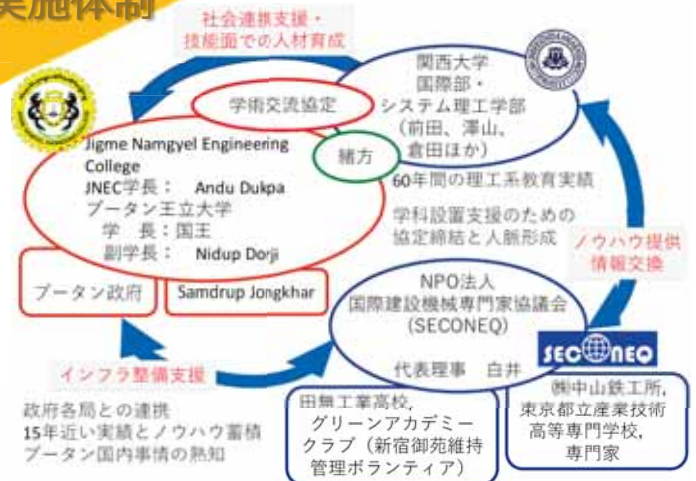 実施体制
社会連携支援・
技能面での人材育成
学術交流協定
関西大学
国際部・
システム理工学部
(前田、澤山、
倉田ほか)
緒方
Jigme Namgyel Engineering
College
JNEC学長： Andu Dukpa
ブータン王立大学
学 長：国王
副学長： Nidup Dorji
60年間の理工系教育実績
学科設置支援のための
協定締結と人脈形成
ノウハウ提供
情報交換
ブータン政府
Samdrup Jongkhar
NPO法人
国際建設機械専門家協議会
(SECONEQ)
代表理事 白井
SECONEQ
インフラ整備支援
政府各局との連携
15年近い実績とノウハウ蓄積
ブータン国内事情の熟知
田無工業高校,
グリーンアカデミー
クラブ（新宿御苑維持
管理ボランティア）
㈱中山鉄工所,
東京都立産業技術
高等専門学校,
専門家